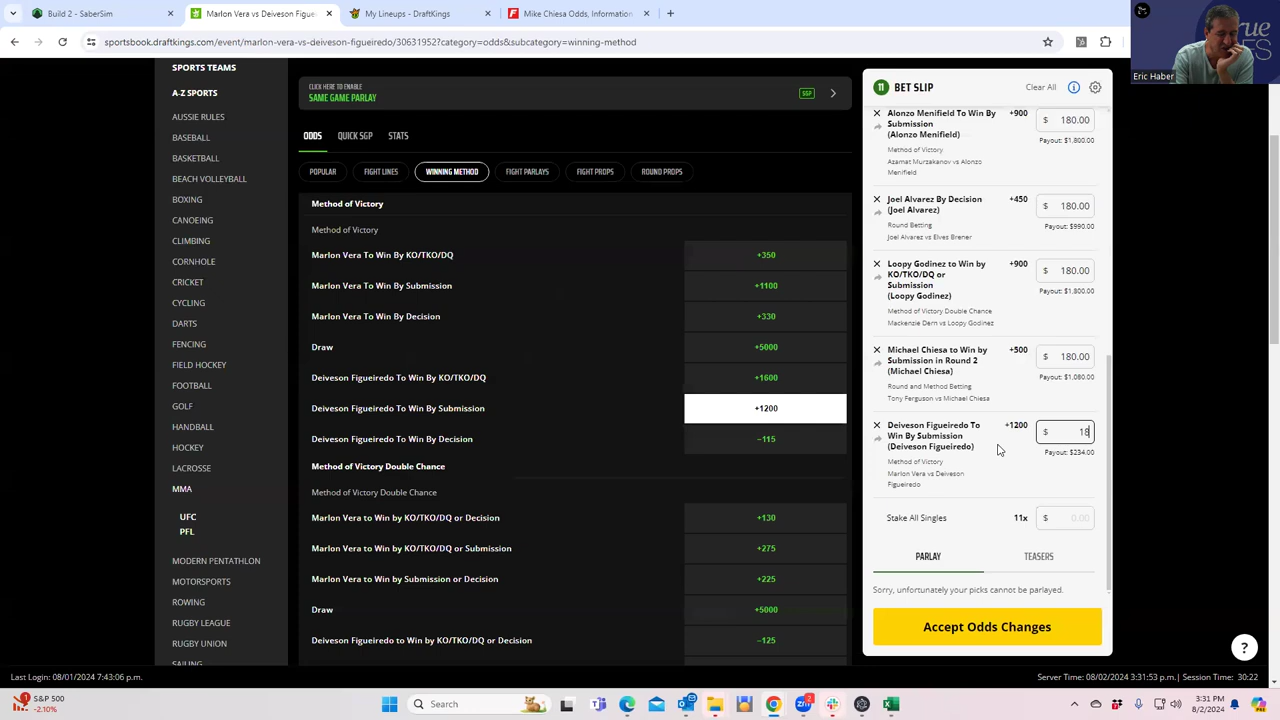 Build 2 - SaberSim
Marlon Vera vs Deiveson Figueir
My Lineups - DraftKings
Mike Chiesa Odds, Information
sportsbook.draftkings.com/event/marlon-vera-vs-deiveson-figueiredo/30631952?category=odds&subcategory=winning-method
Eric Haber
SPORTS TEAMS
A-Z SPORTS
AUSSIE RULES
BASEBALL
BASKETBALL
BEACH VOLLEYBALL
BOXING
CANOEING
CLIMBING
CORNHOLE
CRICKET
CYCLING
DARTS
FENCING
FIELD HOCKEY
FOOTBALL
GOLF
HANDBALL
HOCKEY
LACROSSE
MMA
UFC
PFL
MODERN PENTATHLON
MOTORSPORTS
ROWING
RUGBY LEAGUE
RUGBY UNION
SAILING
CLICK HERE TO ENABLE
SAME GAME PARLAY
SGP
ODDS QUICK SGP STATS
POPULAR FIGHT LINES WINNING METHOD FIGHT PARLAYS FIGHT PROPS ROUND PROPS
Method of Victory
Method of Victory
Marlon Vera To Win By KO/TKO/DQ +350
Marlon Vera To Win By Submission +1100
Marlon Vera To Win By Decision +330
Draw +5000
Deiveson Figueiredo To Win By KO/TKO/DQ +1600
Deiveson Figueiredo To Win By Submission +1200
Deiveson Figueiredo To Win By Decision −115
Method of Victory Double Chance
Method of Victory Double Chance
Marlon Vera to Win by KO/TKO/DQ or Decision +130
Marlon Vera to Win by KO/TKO/DQ or Submission +275
Marlon Vera to Win by Submission or Decision +225
Draw +5000
Deiveson Figueiredo to Win by KO/TKO/DQ or Decision −125
11 BET SLIP Clear All
Alonzo Menifield To Win By +900 $ 180.00
Submission
(Alonzo Menifield) Payout: $1,800.00
Method of Victory
Azamat Murzakanov vs Alonzo
Menifield
Joel Alvarez By Decision +450 $ 180.00
(Joel Alvarez)
Round Betting Payout: $990.00
Joel Alvarez vs Elves Brener
Loopy Godinez to Win by +900 $ 180.00
KO/TKO/DQ or
Submission Payout: $1,800.00
(Loopy Godinez)
Method of Victory Double Chance
Mackenzie Dern vs Loopy Godinez
Michael Chiesa to Win by +500 $ 180.00
Submission in Round 2
(Michael Chiesa) Payout: $1,080.00
Round and Method Betting
Tony Ferguson vs Michael Chiesa
Deiveson Figueiredo To +1200 $ 18
Win By Submission
(Deiveson Figueiredo) Payout: $234.00
Method of Victory
Marlon Vera vs Deiveson
Figueiredo
Stake All Singles 11x $ 0.00
PARLAY TEASERS
Sorry, unfortunately your picks cannot be parlayed.
Accept Odds Changes
?
Last Login: 08/01/2024 7:43:06 p.m.
Server Time: 08/02/2024 3:31:53 p.m.| Session Time: 30:22
S&P 500
-2.10%
Search
3:31 PM
8/2/2024